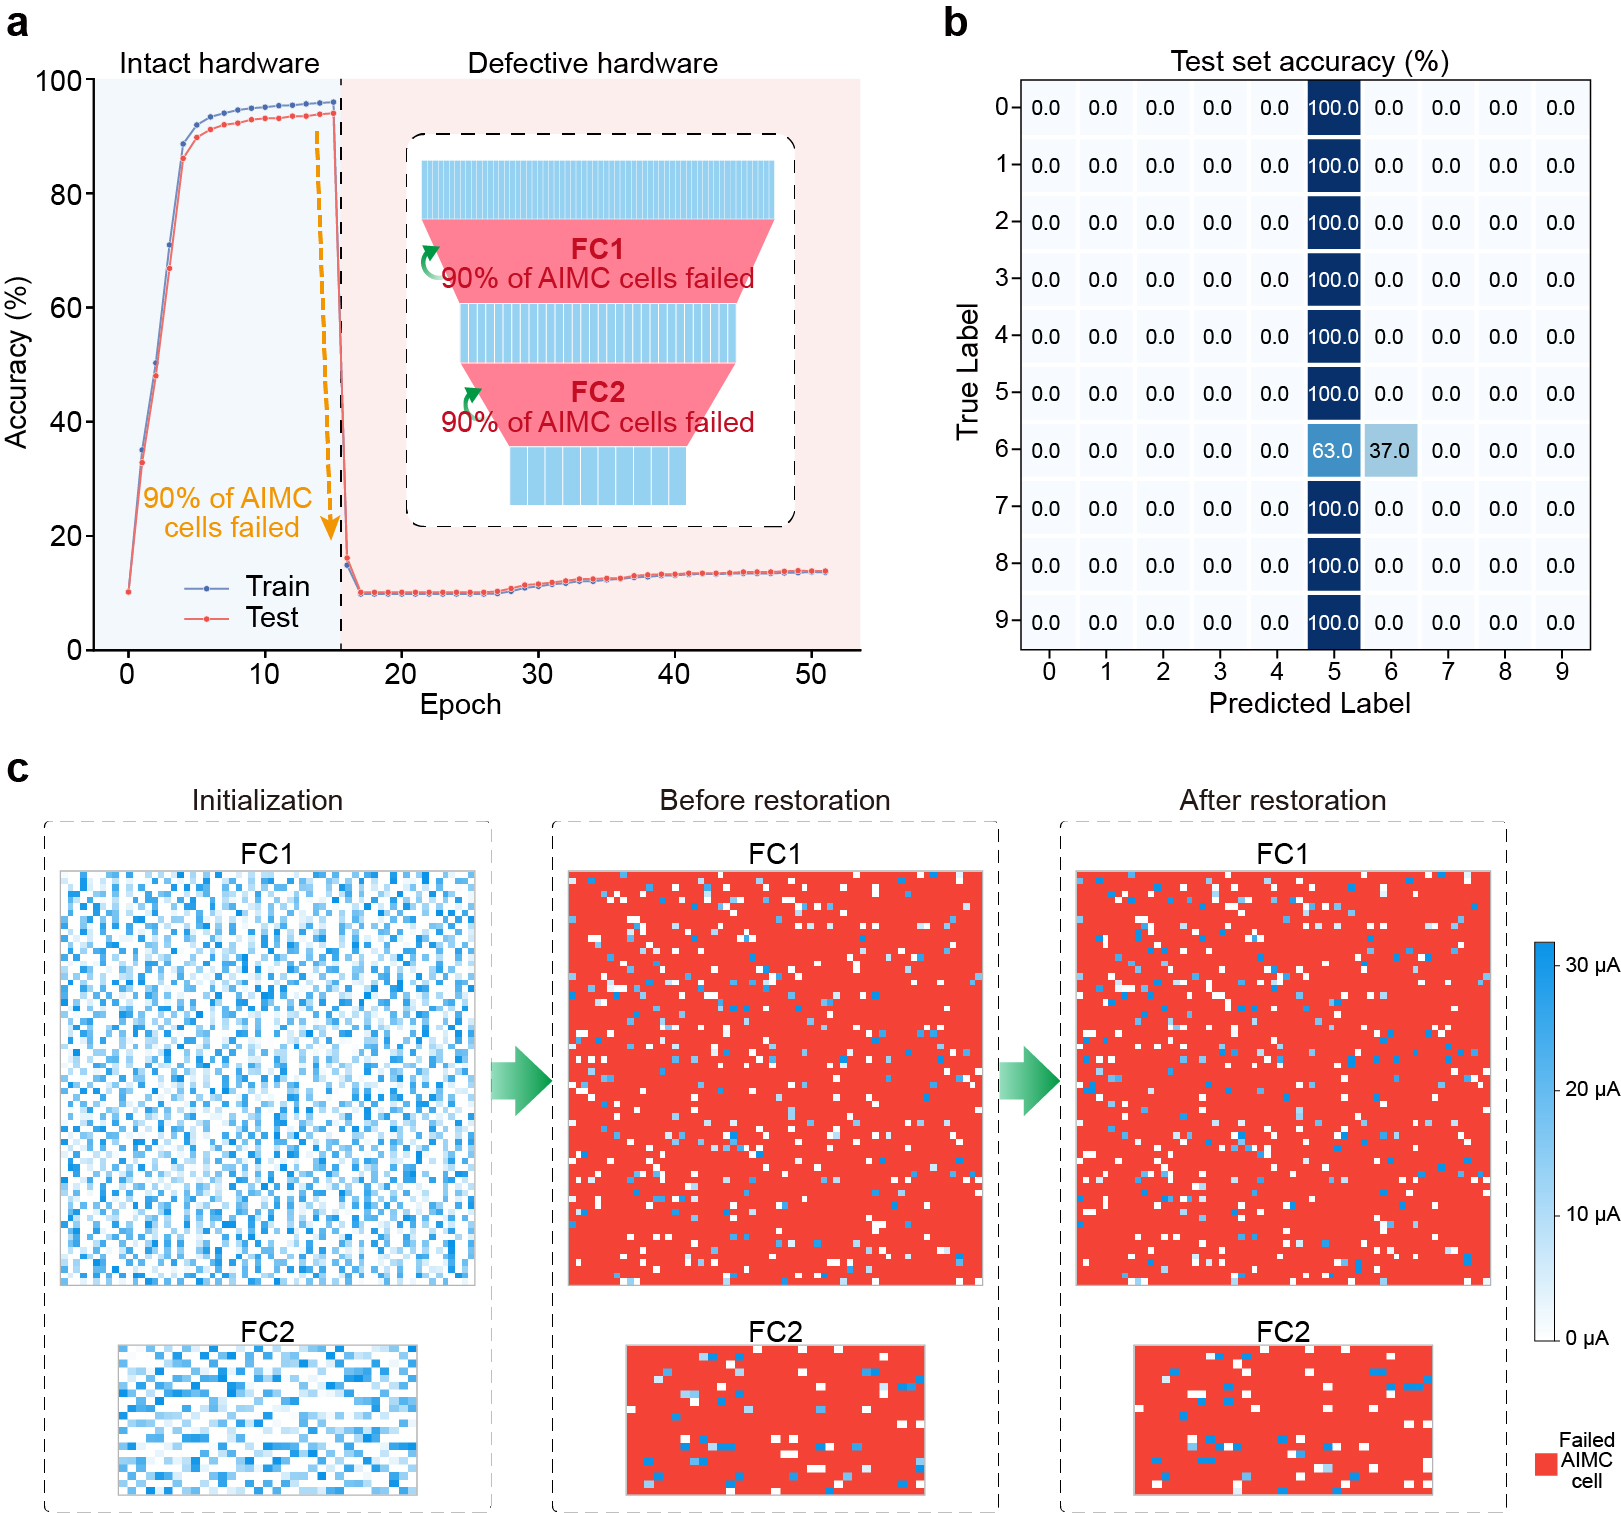 a
Intact hardware
Defective hardware
100
80
60
40
20
0
Accuracy (%)
FC1
90% of AIMC cells failed
FC2
90% of AIMC cells failed
90% of AIMC
cells failed
Train
Test
0 10 20 30 40 50
Epoch
b
Test set accuracy (%)
True Label
0 0.0 0.0 0.0 0.0 0.0 100.0 0.0 0.0 0.0 0.0
1 0.0 0.0 0.0 0.0 0.0 100.0 0.0 0.0 0.0 0.0
2 0.0 0.0 0.0 0.0 0.0 100.0 0.0 0.0 0.0 0.0
3 0.0 0.0 0.0 0.0 0.0 100.0 0.0 0.0 0.0 0.0
4 0.0 0.0 0.0 0.0 0.0 100.0 0.0 0.0 0.0 0.0
5 0.0 0.0 0.0 0.0 0.0 100.0 0.0 0.0 0.0 0.0
6 0.0 0.0 0.0 0.0 0.0 63.0 37.0 0.0 0.0 0.0
7 0.0 0.0 0.0 0.0 0.0 100.0 0.0 0.0 0.0 0.0
8 0.0 0.0 0.0 0.0 0.0 100.0 0.0 0.0 0.0 0.0
9 0.0 0.0 0.0 0.0 0.0 100.0 0.0 0.0 0.0 0.0
0 1 2 3 4 5 6 7 8 9
Predicted Label
c
Initialization
FC1
FC2
Before restoration
FC1
FC2
After restoration
FC1
FC2
30 µA
20 µA
10 µA
0 µA
Failed
AIMC
cell